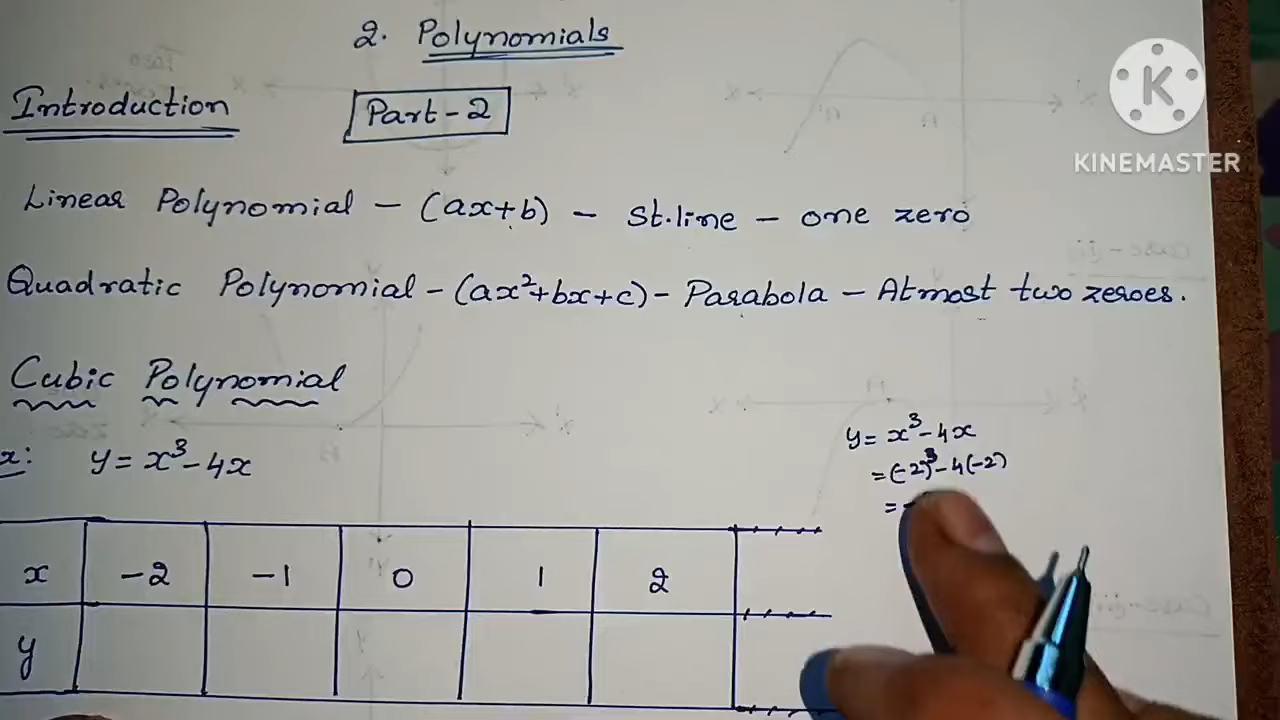 2. Polynomials
Introduction
Part-2
KINEMASTER
Linear Polynomial - (ax+b) - St.line - one zero
Quadratic Polynomial - (ax²+bx+c) - Parabola - Atmost two zeroes.
Cubic Polynomial
x: y = x³-4x
y = x³-4x
= (-2)³-4(-2)
= -
x -2 -1 0 1 2
y